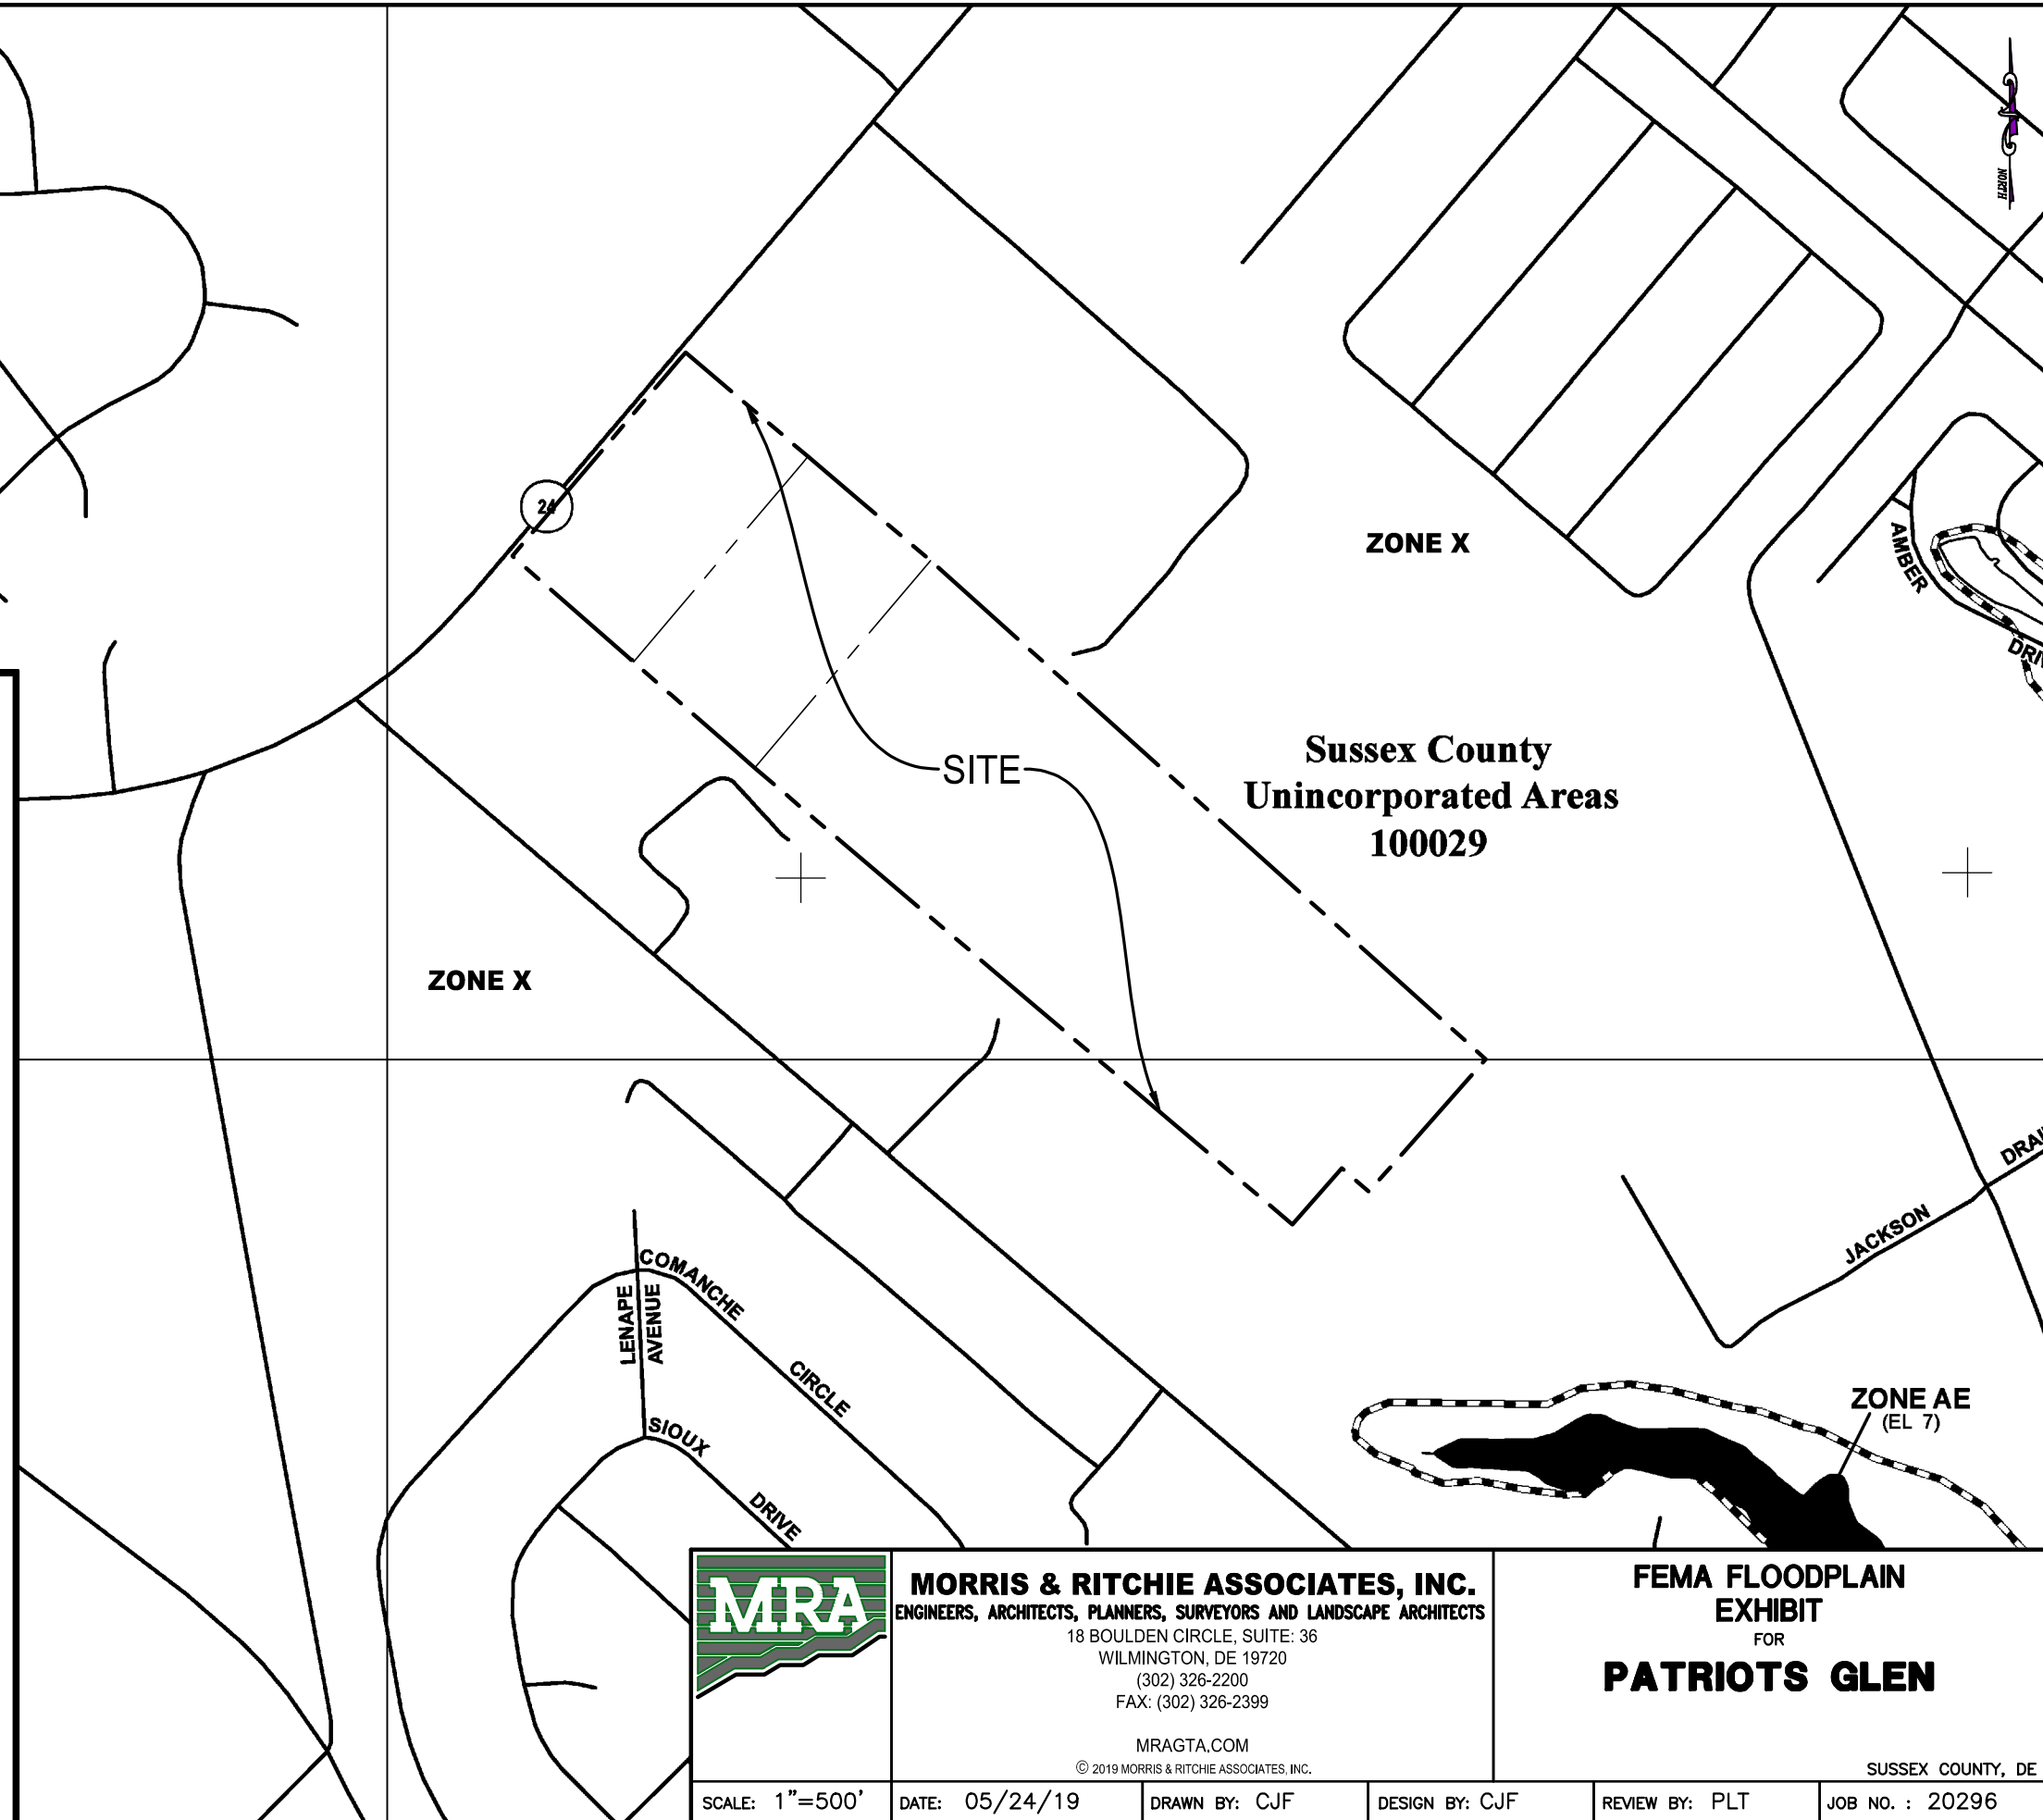 NORTH
24
ZONE X
AMBER
SITE
Sussex County
Unincorporated Areas
100029
ZONE X
JACKSON
COMANCHE
CIRCLE
LENAPE
AVENUE
SIOUX
DRIVE
ZONE AE
(EL 7)
MRA
MORRIS & RITCHIE ASSOCIATES, INC.
ENGINEERS, ARCHITECTS, PLANNERS, SURVEYORS AND LANDSCAPE ARCHITECTS
18 BOULDEN CIRCLE, SUITE: 36
WILMINGTON, DE 19720
(302) 326-2200
FAX: (302) 326-2399
MRAGTA.COM
© 2019 MORRIS & RITCHIE ASSOCIATES, INC.
FEMA FLOODPLAIN
EXHIBIT
FOR
PATRIOTS GLEN
SUSSEX COUNTY, DE
SCALE: 1"=500'
DATE: 05/24/19
DRAWN BY: CJF
DESIGN BY: CJF
REVIEW BY: PLT
JOB NO. : 20296